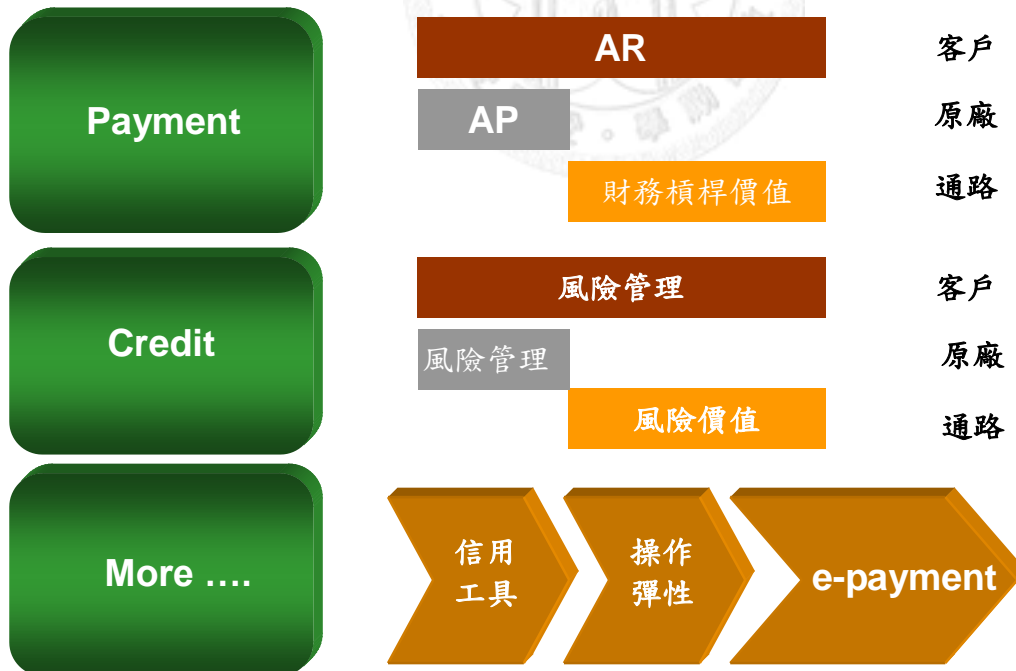 Payment
AR
客戶
AP
原廠
財務槓桿價值
通路
Credit
風險管理
客戶
風險管理
原廠
風險價值
通路
More ....
信用
工具
操作
彈性
e-payment